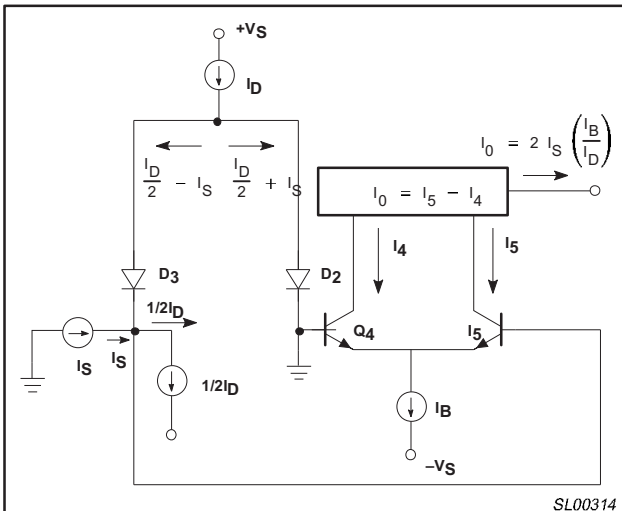 +VS
ID
I0 = 2 IS (IB/ID)
ID/2 − IS
ID/2 + IS
I0 = I5 − I4
I4
I5
D3
D2
1/2ID
Q4
I5
IS
IS
1/2ID
IB
−VS
SL00314